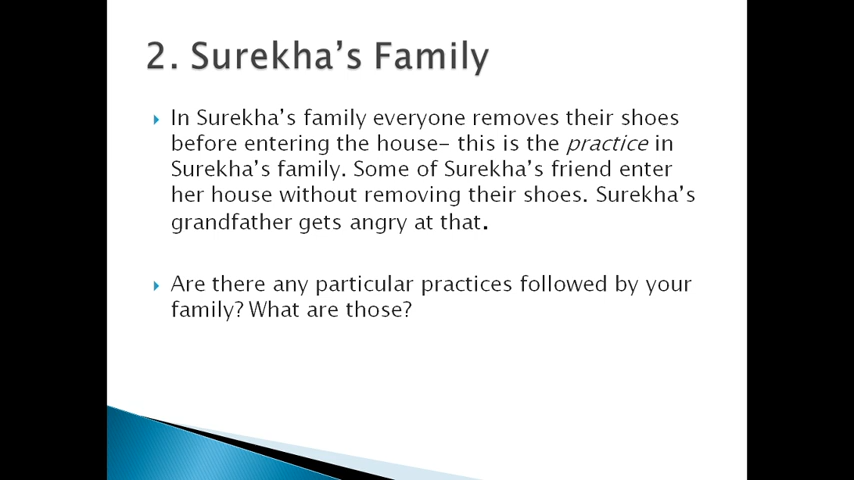 2. Surekha's Family
In Surekha's family everyone removes their shoes
before entering the house- this is the practice in
Surekha's family. Some of Surekha's friend enter
her house without removing their shoes. Surekha's
grandfather gets angry at that.
Are there any particular practices followed by your
family? What are those?